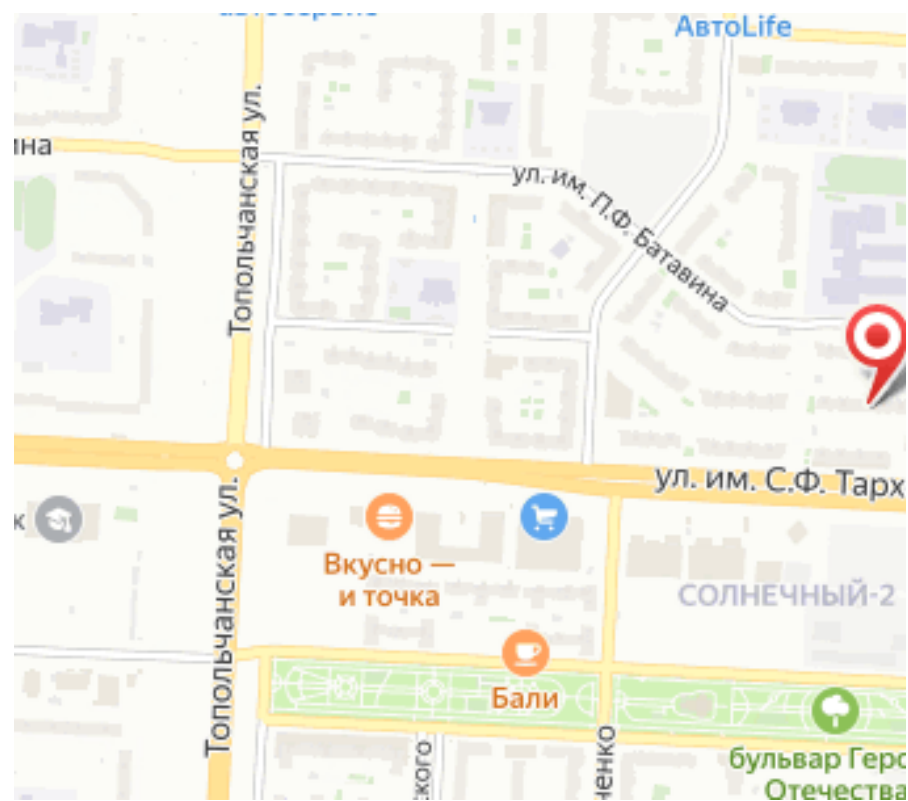 АвтоLife
ина
Топольчанская ул.
ул. им. П.Ф. Батавина
ул. им. С.Ф. Тарх
к
Вкусно —
и точка
СОЛНЕЧНЫЙ-2
Топольчанская ул.
Бали
ского
ненко
бульвар Геро
Отечества